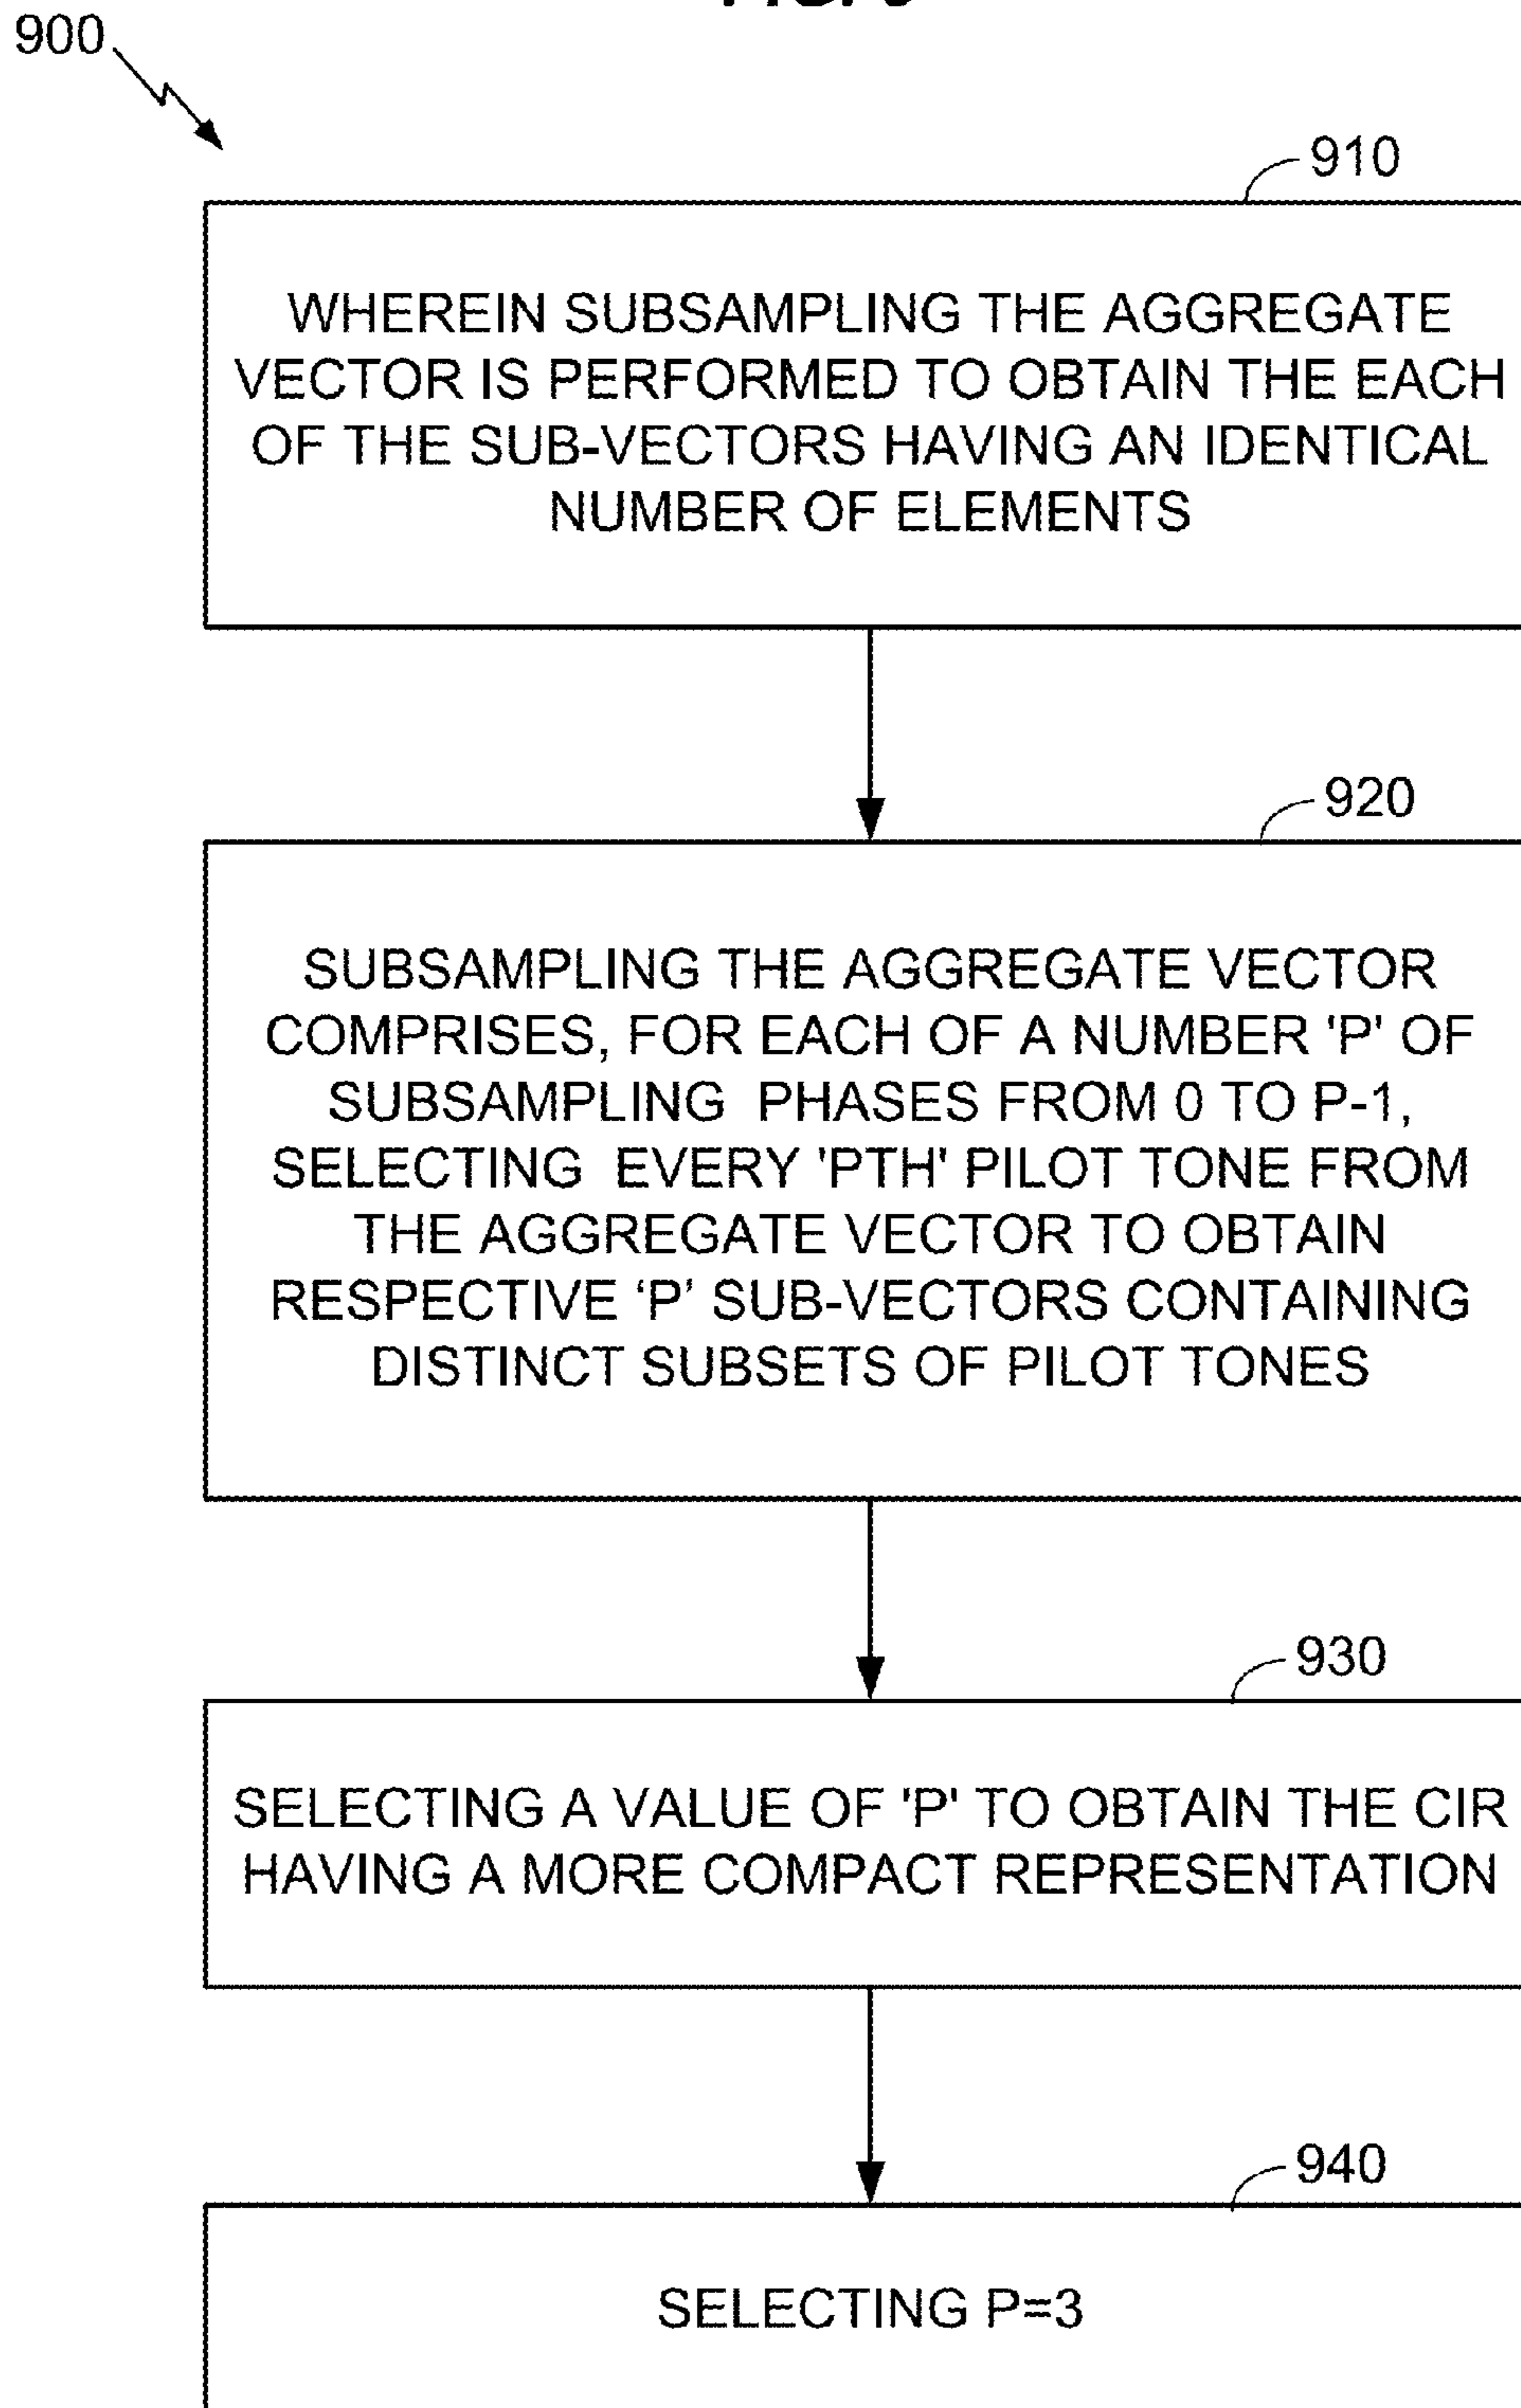 900
910
WHEREIN SUBSAMPLING THE AGGREGATE
VECTOR IS PERFORMED TO OBTAIN THE EACH
OF THE SUB-VECTORS HAVING AN IDENTICAL
NUMBER OF ELEMENTS
920
SUBSAMPLING THE AGGREGATE VECTOR
COMPRISES, FOR EACH OF A NUMBER 'P' OF
SUBSAMPLING PHASES FROM 0 TO P-1,
SELECTING EVERY 'PTH' PILOT TONE FROM
THE AGGREGATE VECTOR TO OBTAIN
RESPECTIVE ‘P’ SUB-VECTORS CONTAINING
DISTINCT SUBSETS OF PILOT TONES
930
SELECTING A VALUE OF 'P' TO OBTAIN THE CIR
HAVING A MORE COMPACT REPRESENTATION
940
SELECTING P=3